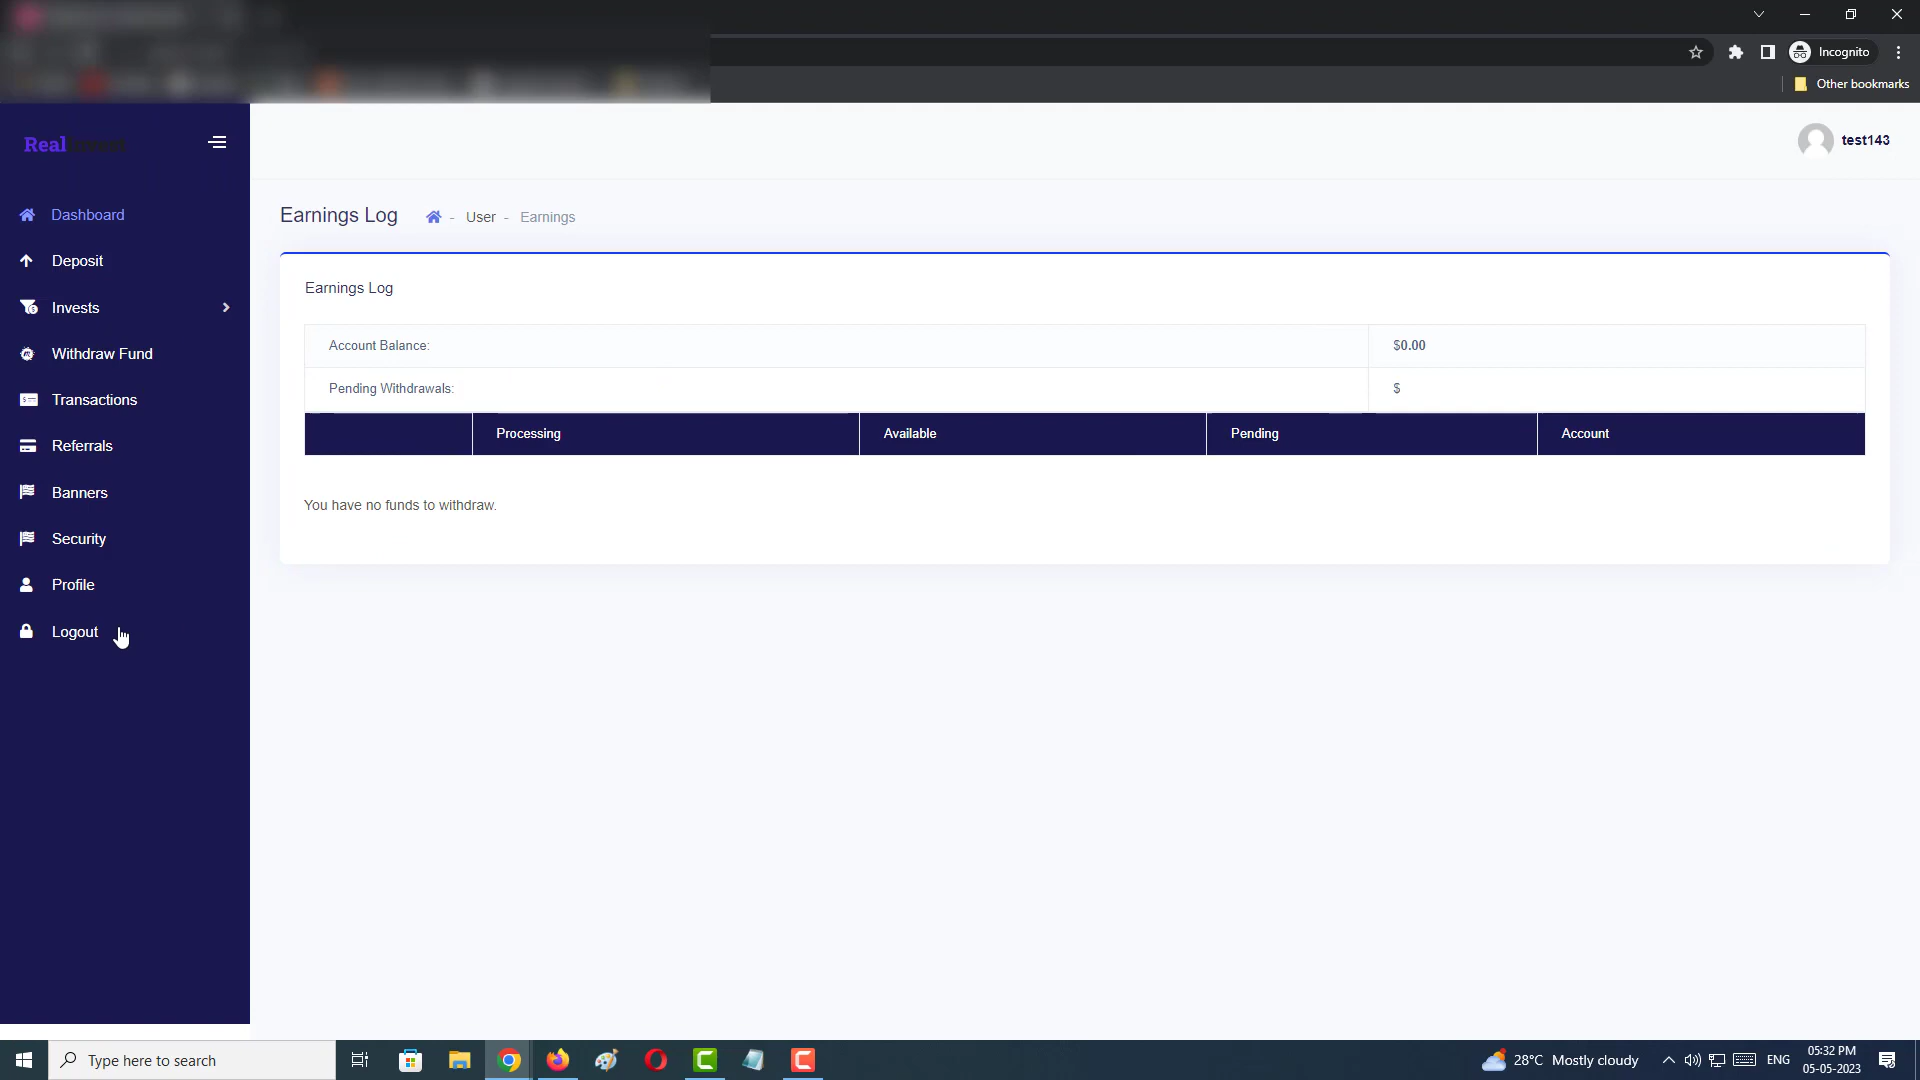 Incognito
Other bookmarks
Real
test143
Dashboard
Deposit
Invests
Withdraw Fund
Transactions
Referrals
Banners
Security
Profile
Logout
Earnings Log
- User - Earnings
Earnings Log
Account Balance: $0.00
Pending Withdrawals: $
Processing Available Pending Account
You have no funds to withdraw.
Type here to search
28°C Mostly cloudy
ENG
05:32 PM
05-05-2023